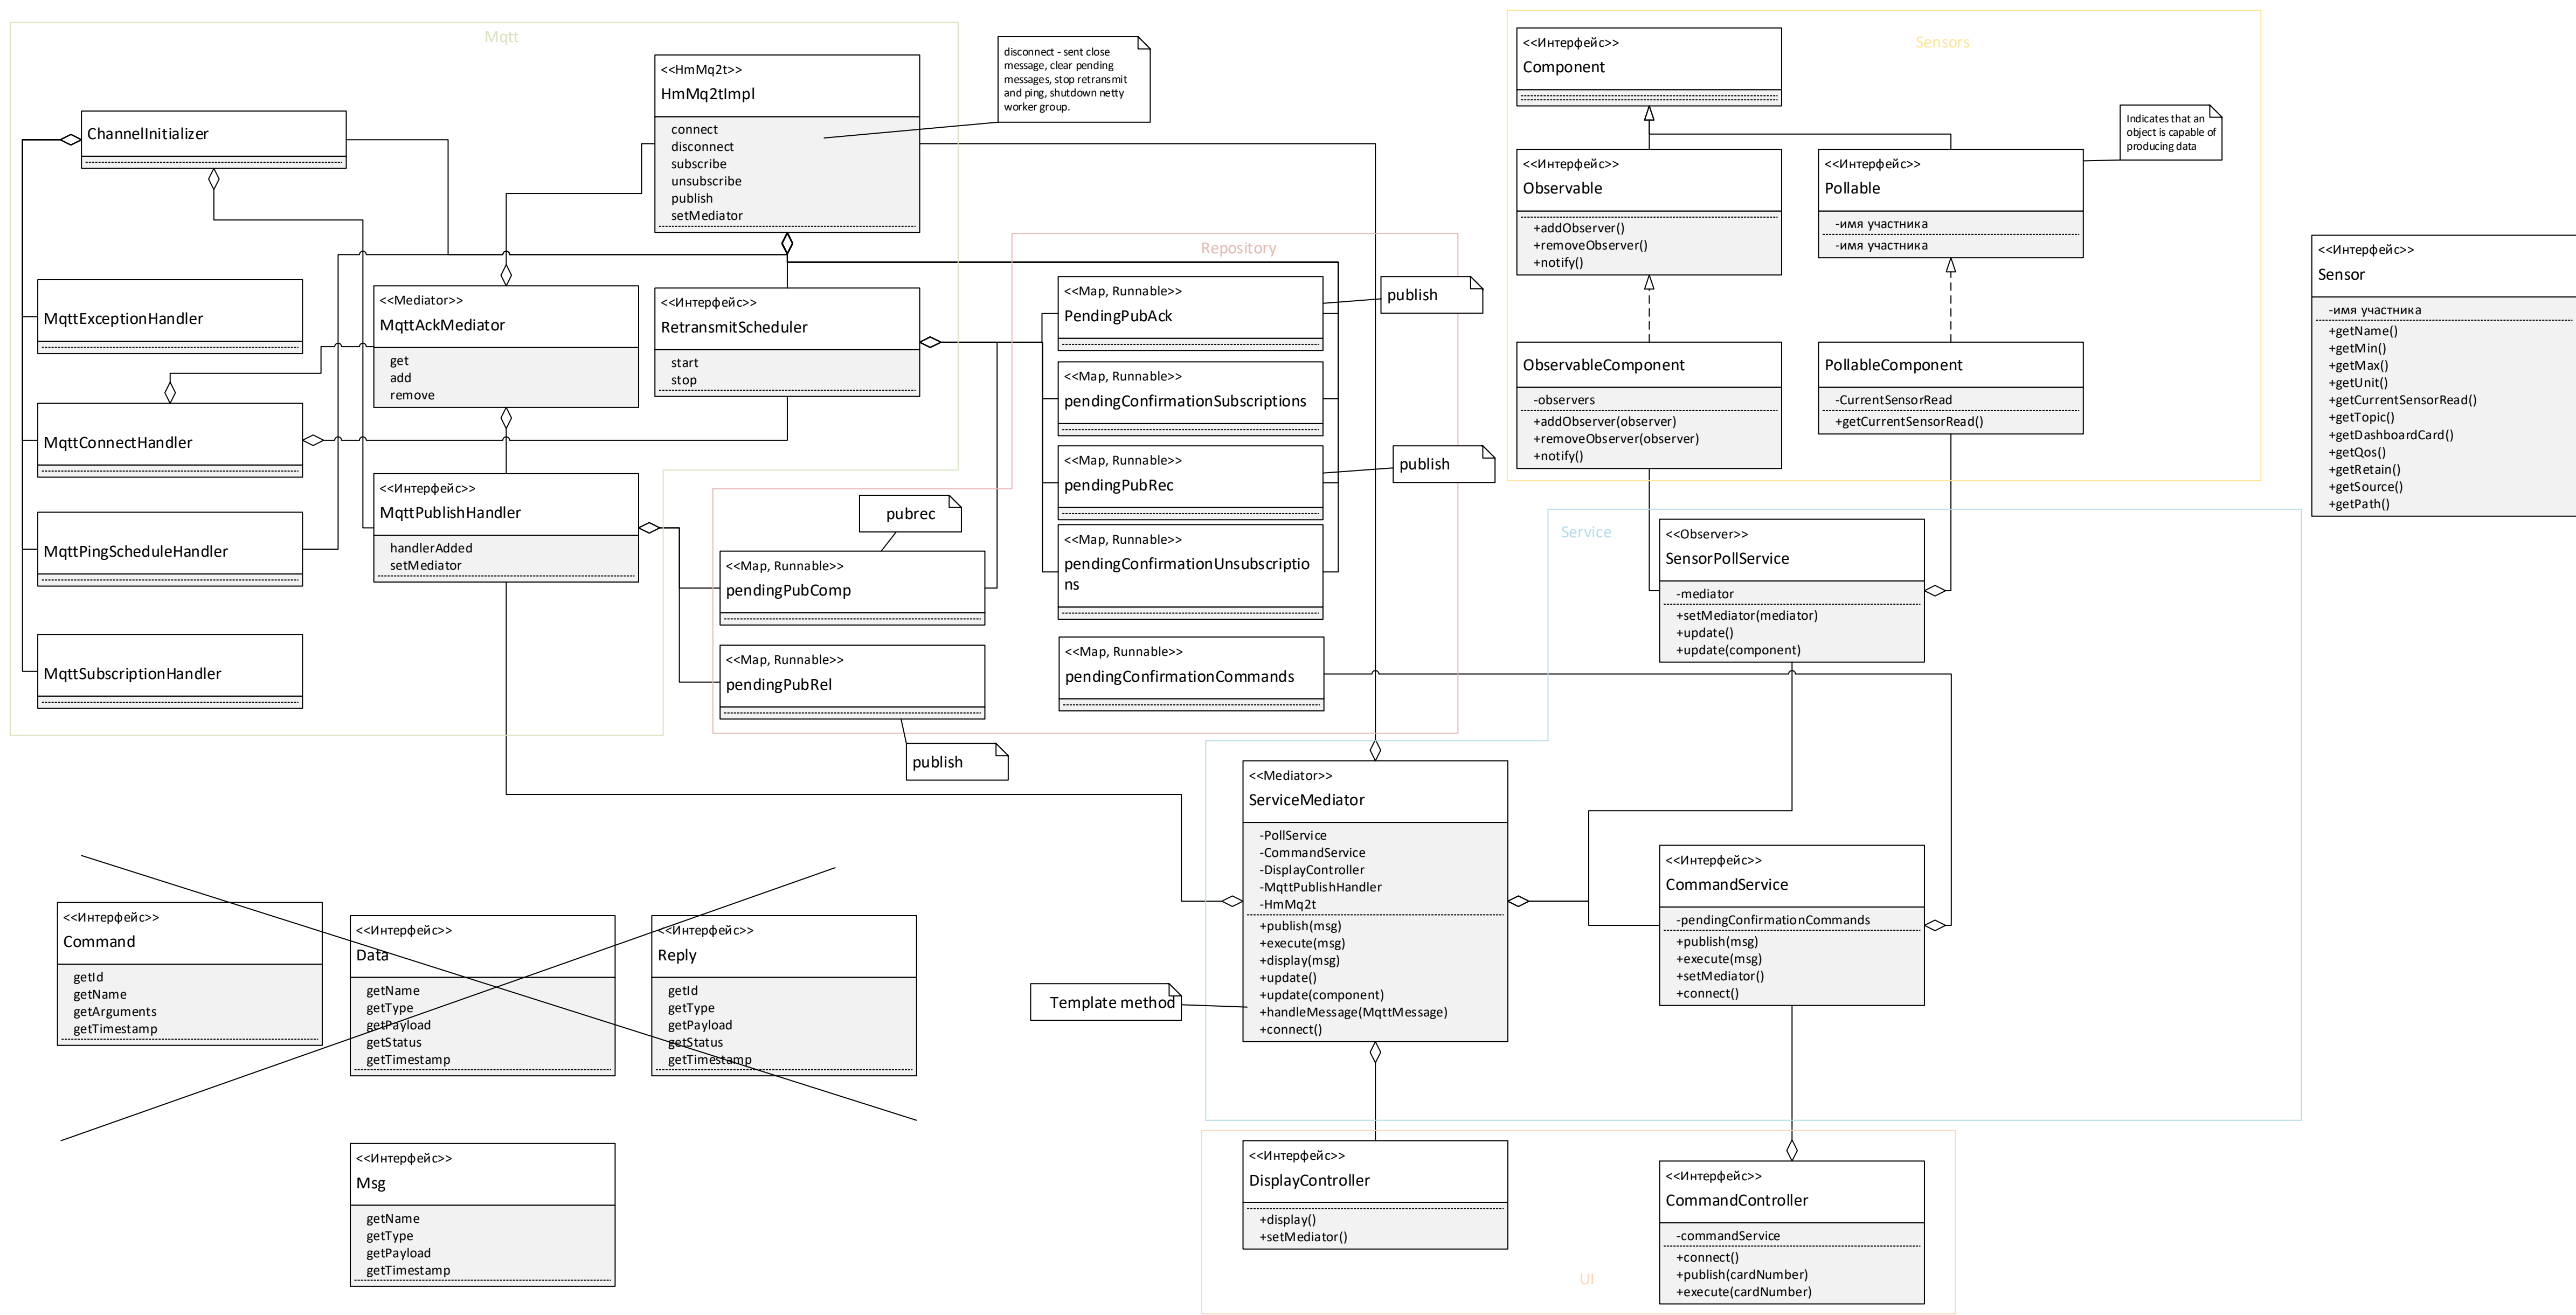 Mqtt
<<HmMq2t>>
HmMq2tImpl
connect
disconnect
subscribe
unsubscribe
publish
setMediator
disconnect - sent close
message, clear pending
messages, stop retransmit
and ping, shutdown netty
worker group.
ChannelInitializer
MqttExceptionHandler
<<Mediator>>
MqttAckMediator
get
add
remove
<<Интерфейс>>
RetransmitScheduler
start
stop
MqttConnectHandler
<<Интерфейс>>
MqttPublishHandler
handlerAdded
setMediator
MqttPingScheduleHandler
MqttSubscriptionHandler
Repository
<<Map, Runnable>>
PendingPubAck
publish
<<Map, Runnable>>
pendingConfirmationSubscriptions
<<Map, Runnable>>
pendingPubRec
publish
<<Map, Runnable>>
pendingConfirmationUnsubscriptio
ns
pubrec
<<Map, Runnable>>
pendingPubComp
<<Map, Runnable>>
pendingPubRel
publish
<<Map, Runnable>>
pendingConfirmationCommands
Sensors
<<Интерфейс>>
Component
<<Интерфейс>>
Observable
+addObserver()
+removeObserver()
+notify()
<<Интерфейс>>
Pollable
-имя участника
-имя участника
Indicates that an
object is capable of
producing data
ObservableComponent
-observers
+addObserver(observer)
+removeObserver(observer)
+notify()
PollableComponent
-CurrentSensorRead
+getCurrentSensorRead()
<<Интерфейс>>
Sensor
-имя участника
+getName()
+getMin()
+getMax()
+getUnit()
+getCurrentSensorRead()
+getTopic()
+getDashboardCard()
+getQos()
+getRetain()
+getSource()
+getPath()
Service
<<Observer>>
SensorPollService
-mediator
+setMediator(mediator)
+update()
+update(component)
<<Mediator>>
ServiceMediator
-PollService
-CommandService
-DisplayController
-MqttPublishHandler
-HmMq2t
+publish(msg)
+execute(msg)
+display(msg)
+update()
+update(component)
+handleMessage(MqttMessage)
+connect()
Template method
<<Интерфейс>>
CommandService
-pendingConfirmationCommands
+publish(msg)
+execute(msg)
+setMediator()
+connect()
<<Интерфейс>>
Command
getId
getName
getArguments
getTimestamp
<<Интерфейс>>
Data
getName
getType
getPayload
getStatus
getTimestamp
<<Интерфейс>>
Reply
getId
getType
getPayload
getStatus
getTimestamp
<<Интерфейс>>
Msg
getName
getType
getPayload
getTimestamp
<<Интерфейс>>
DisplayController
+display()
+setMediator()
UI
<<Интерфейс>>
CommandController
-commandService
+connect()
+publish(cardNumber)
+execute(cardNumber)